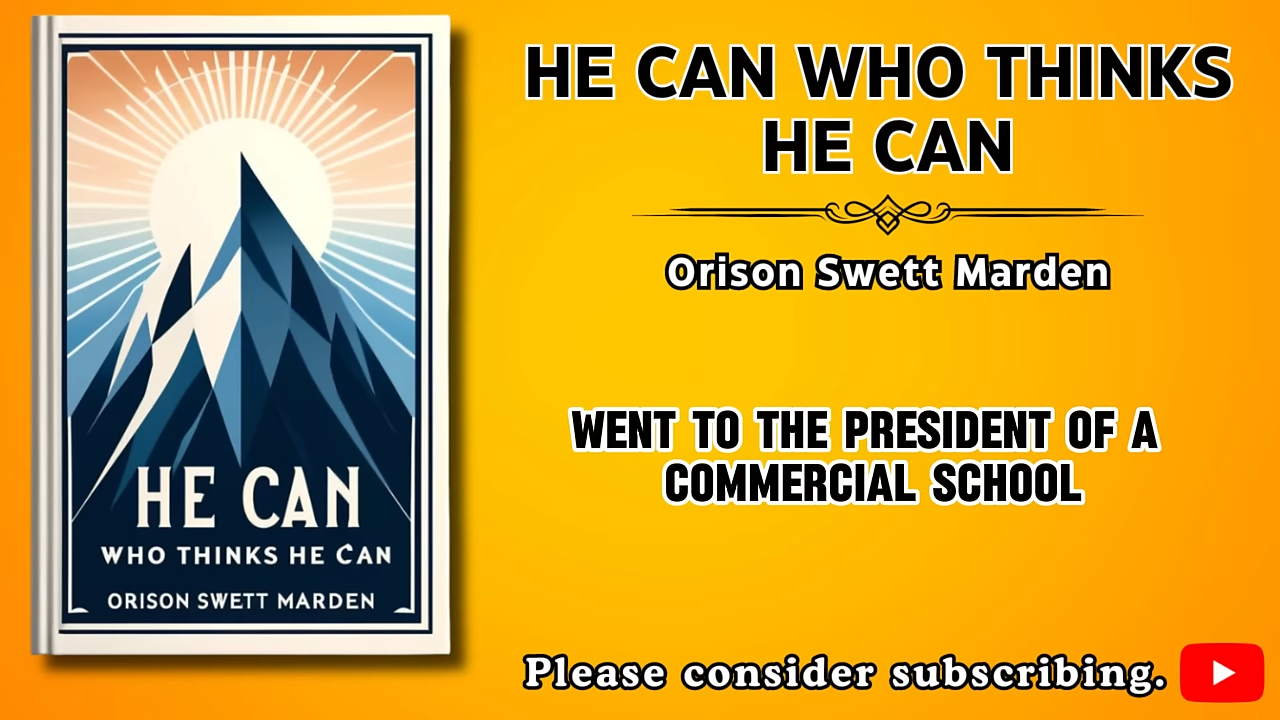 HE CAN
WHO THINKS HE CAN
ORISON SWETT MARDEN
HE CAN WHO THINKS
HE CAN
Orison Swett Marden
WENT TO THE PRESIDENT OF A
COMMERCIAL SCHOOL
Please consider subscribing.